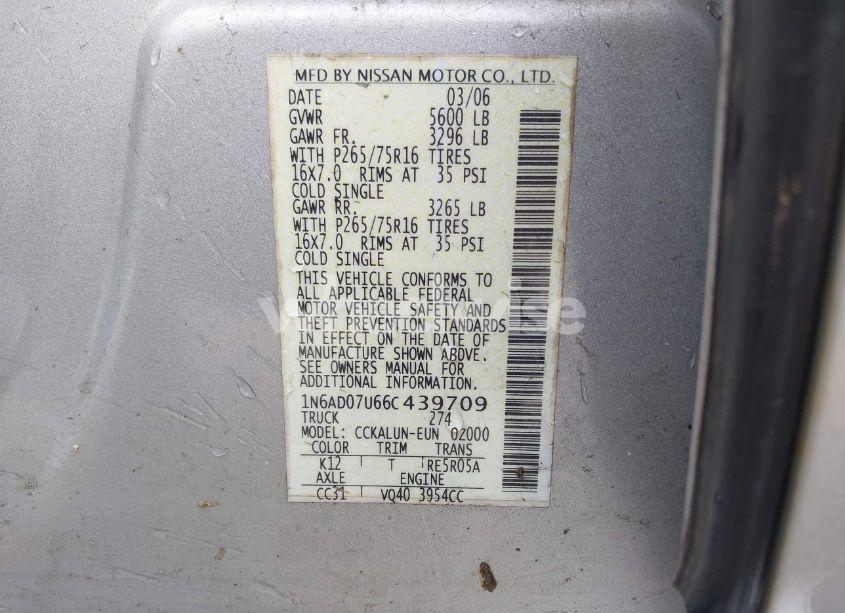 MFD BY NISSAN MOTOR CO., LTD.
DATE 03/06
GVWR 5600 LB
GAWR FR. 3296 LB
WITH P265/75R16 TIRES
16X7.0 RIMS AT 35 PSI
COLD SINGLE
GAWR RR. 3265 LB
WITH P265/75R16 TIRES
16X7.0 RIMS AT 35 PSI
COLD SINGLE
THIS VEHICLE CONFORMS TO
ALL APPLICABLE FEDERAL
MOTOR VEHICLE SAFETY AND
THEFT PREVENTION STANDARDS
IN EFFECT ON THE DATE OF
MANUFACTURE SHOWN ABOVE.
SEE OWNERS MANUAL FOR
ADDITIONAL INFORMATION.
1N6AD07U66C439709
TRUCK 274
MODEL: CCKALUN-EUN 0Z000
COLOR TRIM TRANS
K12 T RE5R05A
AXLE ENGINE
CC31 VQ40 3954CC